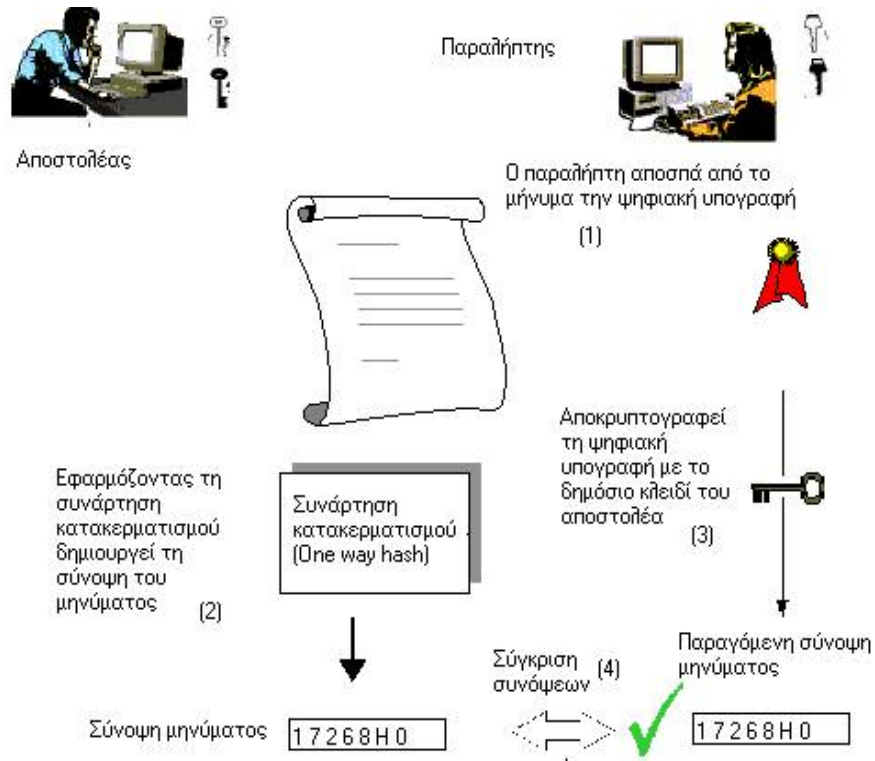 Παραλήπτης
Αποστολέας
Ο παραλήπτη αποσπά από το
μήνυμα την ψηφιακή υπογραφή
(1)
Αποκρυπτογραφεί
τη ψηφιακή
υπογραφή με το
δημόσιο κλειδί του
αποστολέα
(3)
Εφαρμόζοντας τη
συνάρτηση
κατακερματισμού
δημιουργεί τη
σύνοψη του
μηνύματος (2)
Συνάρτηση
κατακερματισμού
(One way hash)
Παραγόμενη σύνοψη
μηνύματος
Σύγκριση
συνόψεων (4)
Σύνοψη μηνύματος
17268H0
17268H0